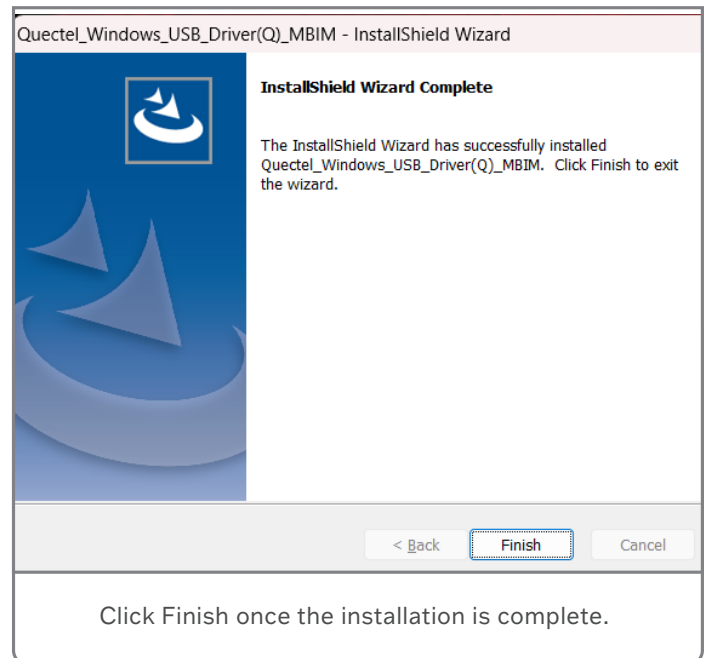 Quectel_Windows_USB_Driver(Q)_MBIM - InstallShield Wizard
InstallShield Wizard Complete
The InstallShield Wizard has successfully installed
Quectel_Windows_USB_Driver(Q)_MBIM. Click Finish to exit
the wizard.
< Back
Finish
Cancel
Click Finish once the installation is complete.